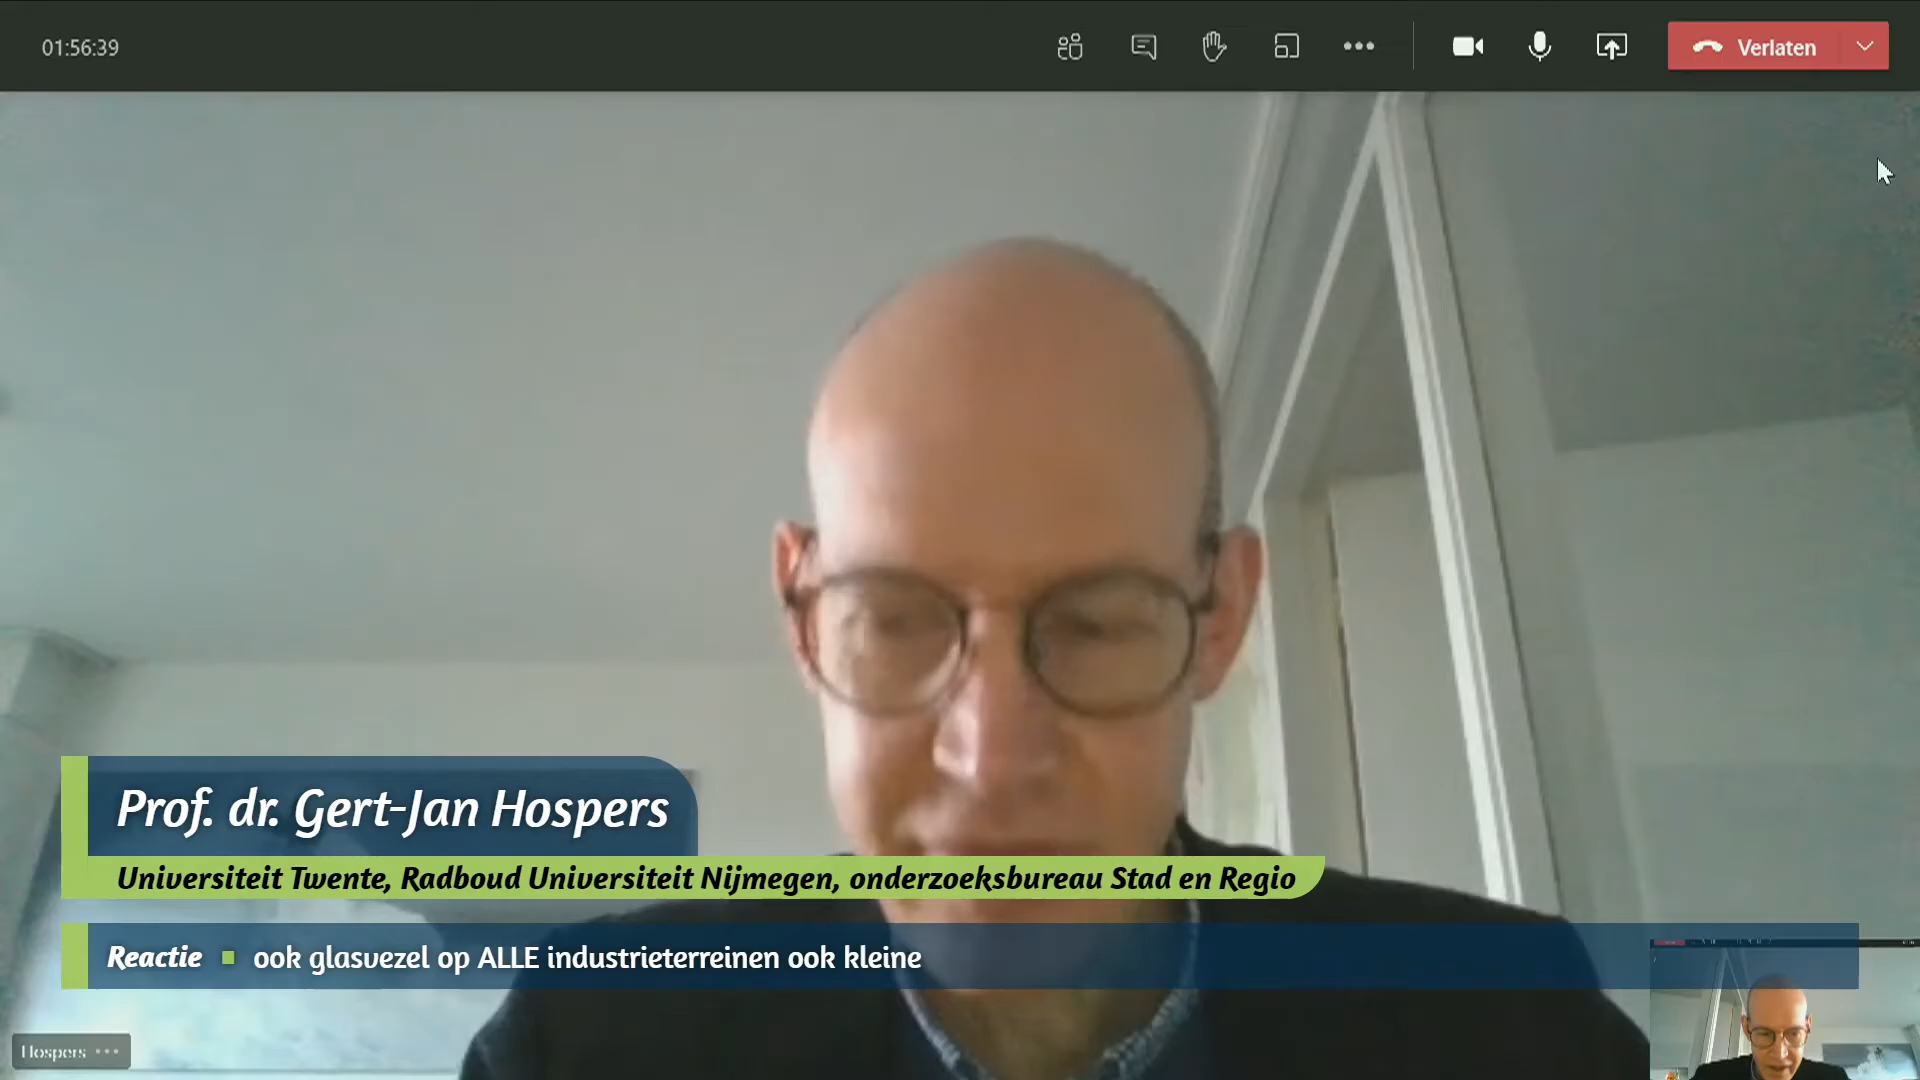 01:56:39
Verlaten
Prof. dr. Gert-Jan Hospers
Universiteit Twente, Radboud Universiteit Nijmegen, onderzoeksbureau Stad en Regio
Reactie ▪ ook glasvezel op ALLE industrieterreinen ook kleine
Hospers